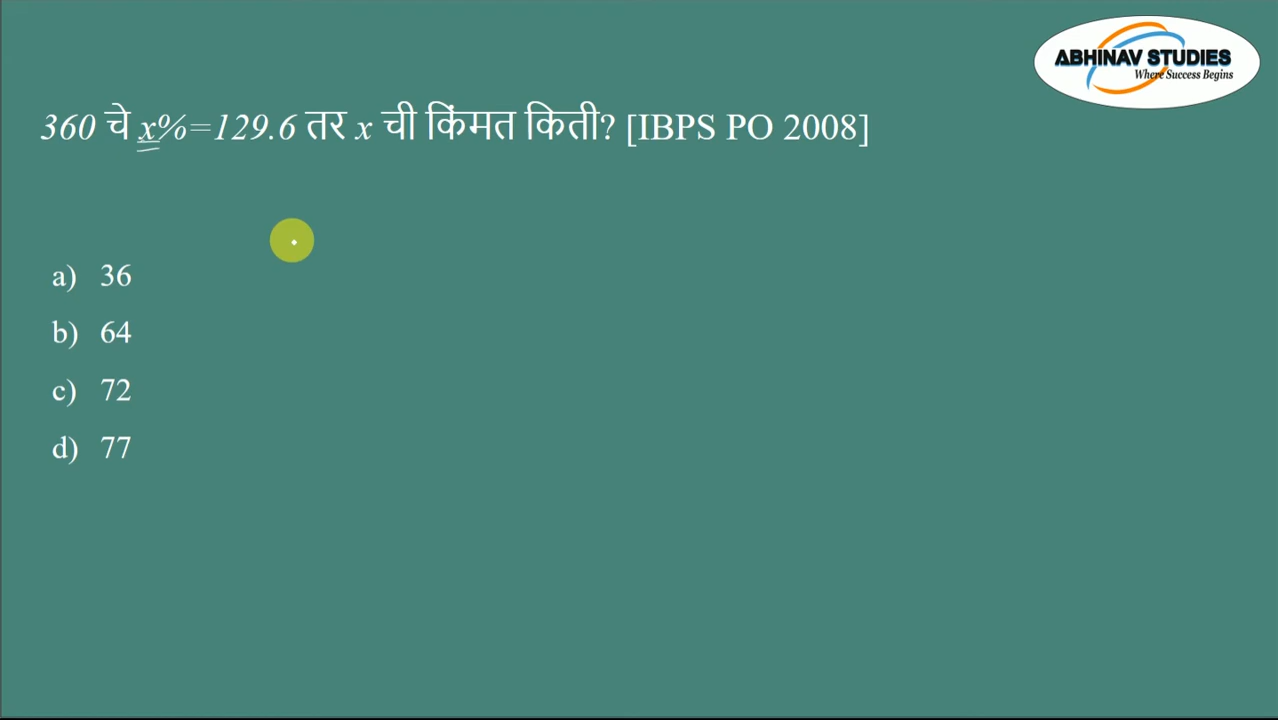 ABHINAV STUDIES
Where Success Begins
360 चे x%=129.6 तर x ची किंमत किती? [IBPS PO 2008]
a) 36
b) 64
c) 72
d) 77